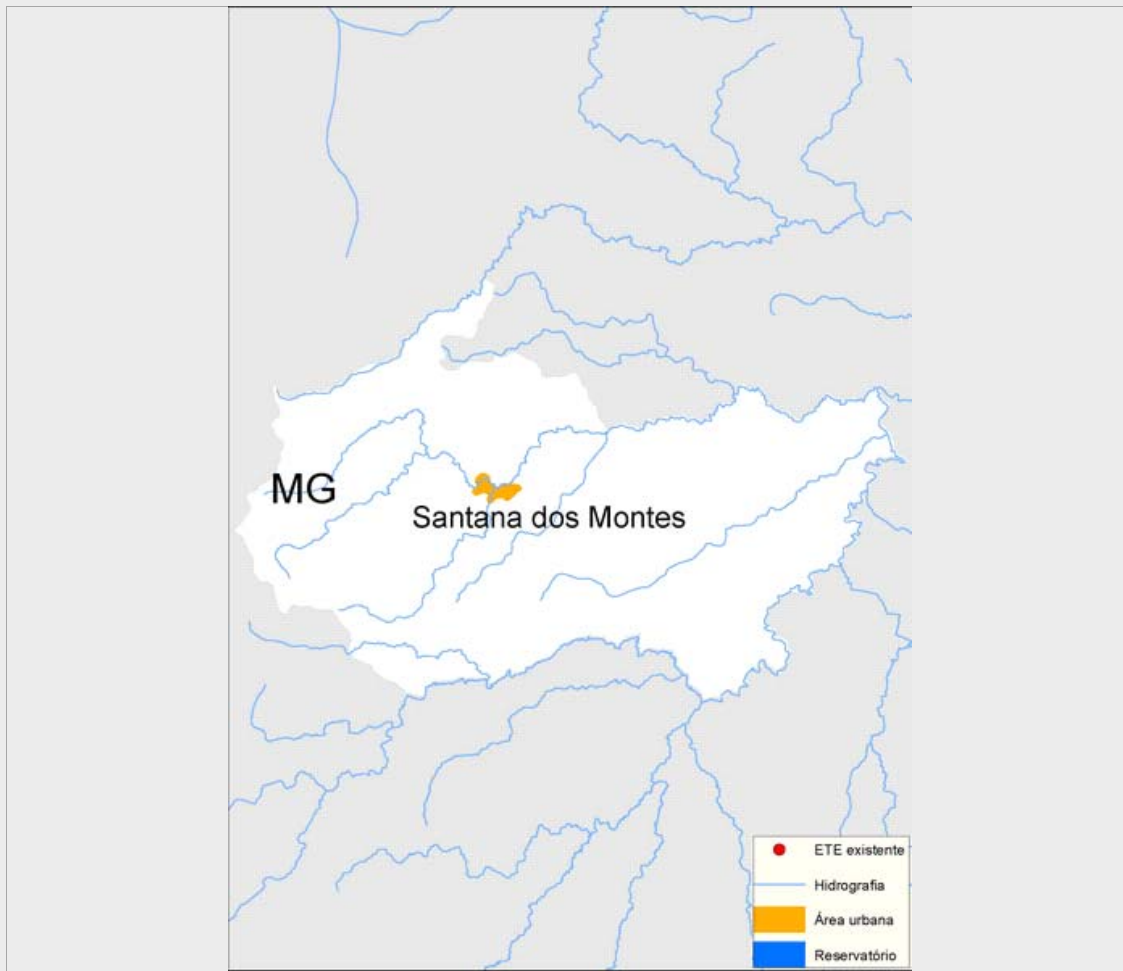 MG
Santana dos Montes
ETE existente
Hidrografia
Área urbana
Reservatório